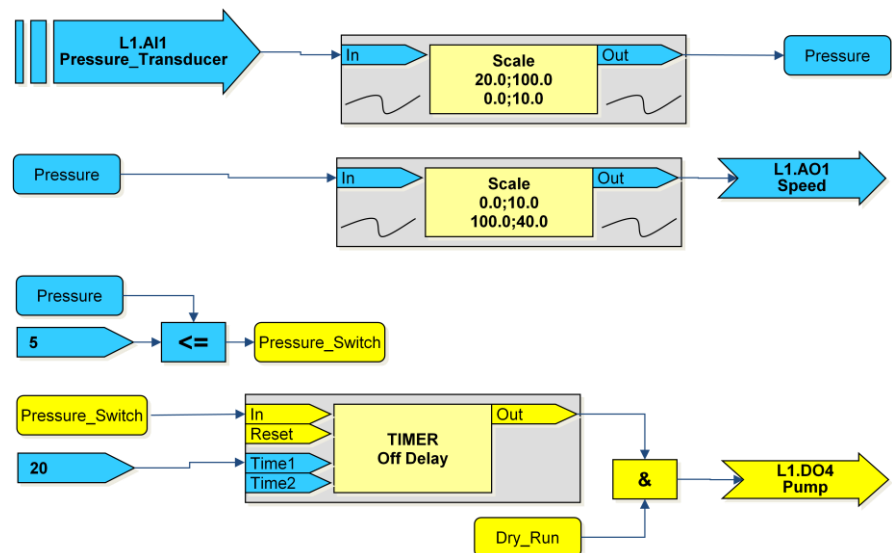 L1.AI1
Pressure_Transducer
In
Scale
20.0;100.0
0.0;10.0
Out
Pressure
Pressure
In
Scale
0.0;10.0
100.0;40.0
Out
L1.AO1
Speed
Pressure
5
<=
Pressure_Switch
Pressure_Switch
20
In
Reset
Time1
Time2
TIMER
Off Delay
Out
&
Dry_Run
L1.DO4
Pump